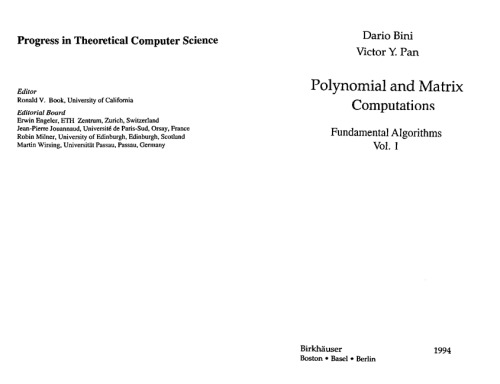 Progress in Theoretical Computer Science
Editor
Ronald V. Book, University of California
Editorial Board
Erwin Engeler, ETH Zentrum, Zurich, Switzerland
Jean-Pierre Jouannaud, Université de Paris-Sud, Orsay, France
Robin Milner, University of Edinburgh, Edinburgh, Scotland
Martin Wirsing, Universität Passau, Passau, Germany
Dario Bini
Victor Y. Pan
Polynomial and Matrix
Computations
Fundamental Algorithms
Vol. I
Birkhäuser
Boston • Basel • Berlin
1994